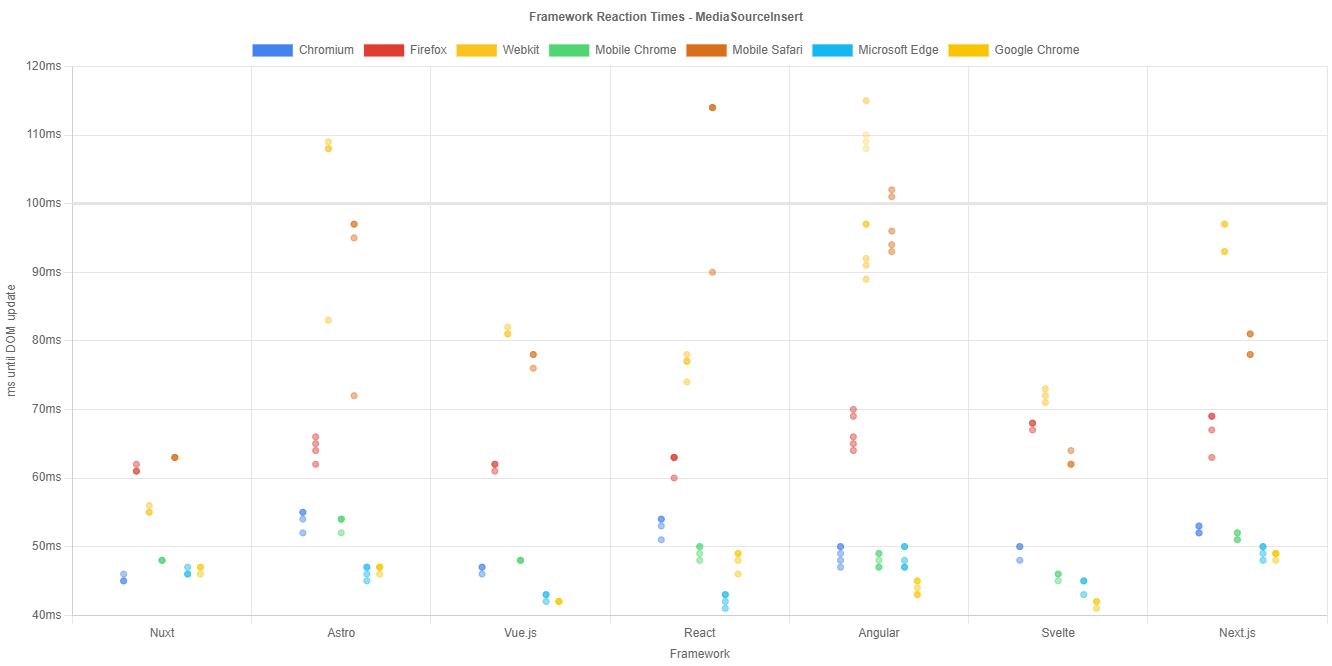 Framework Reaction Times - MediaSourceInsert
Chromium Firefox Webkit Mobile Chrome Mobile Safari Microsoft Edge Google Chrome
120ms
110ms
100ms
90ms
80ms
70ms
60ms
50ms
40ms
ms until DOM update
Nuxt Astro Vue.js React Angular Svelte Next.js
Framework